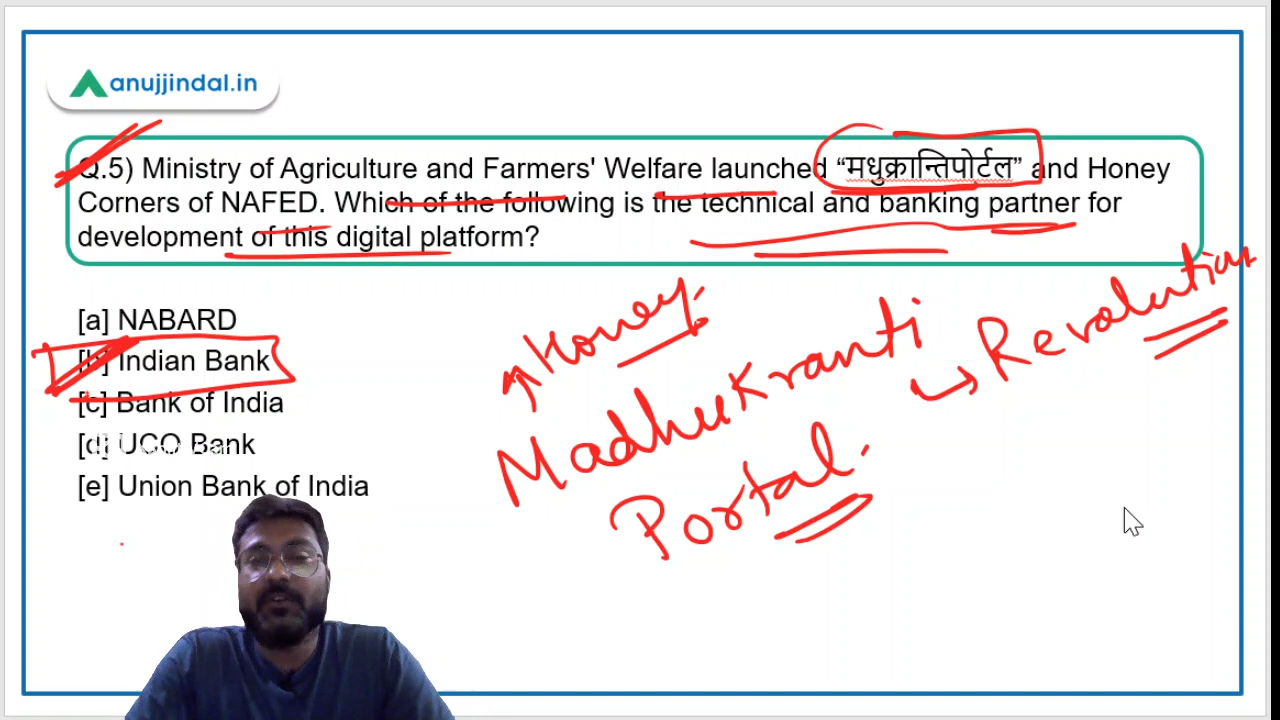 anujjindal.in
Q.5) Ministry of Agriculture and Farmers' Welfare launched “मधुक्रान्तिपोर्टल” and Honey
Corners of NAFED. Which of the following is the technical and banking partner for
development of this digital platform?
[a] NABARD
[b] Indian Bank
[c] Bank of India
[d] UCO Bank
[e] Union Bank of India
Honey
Madhukranti
Revolution
Portal